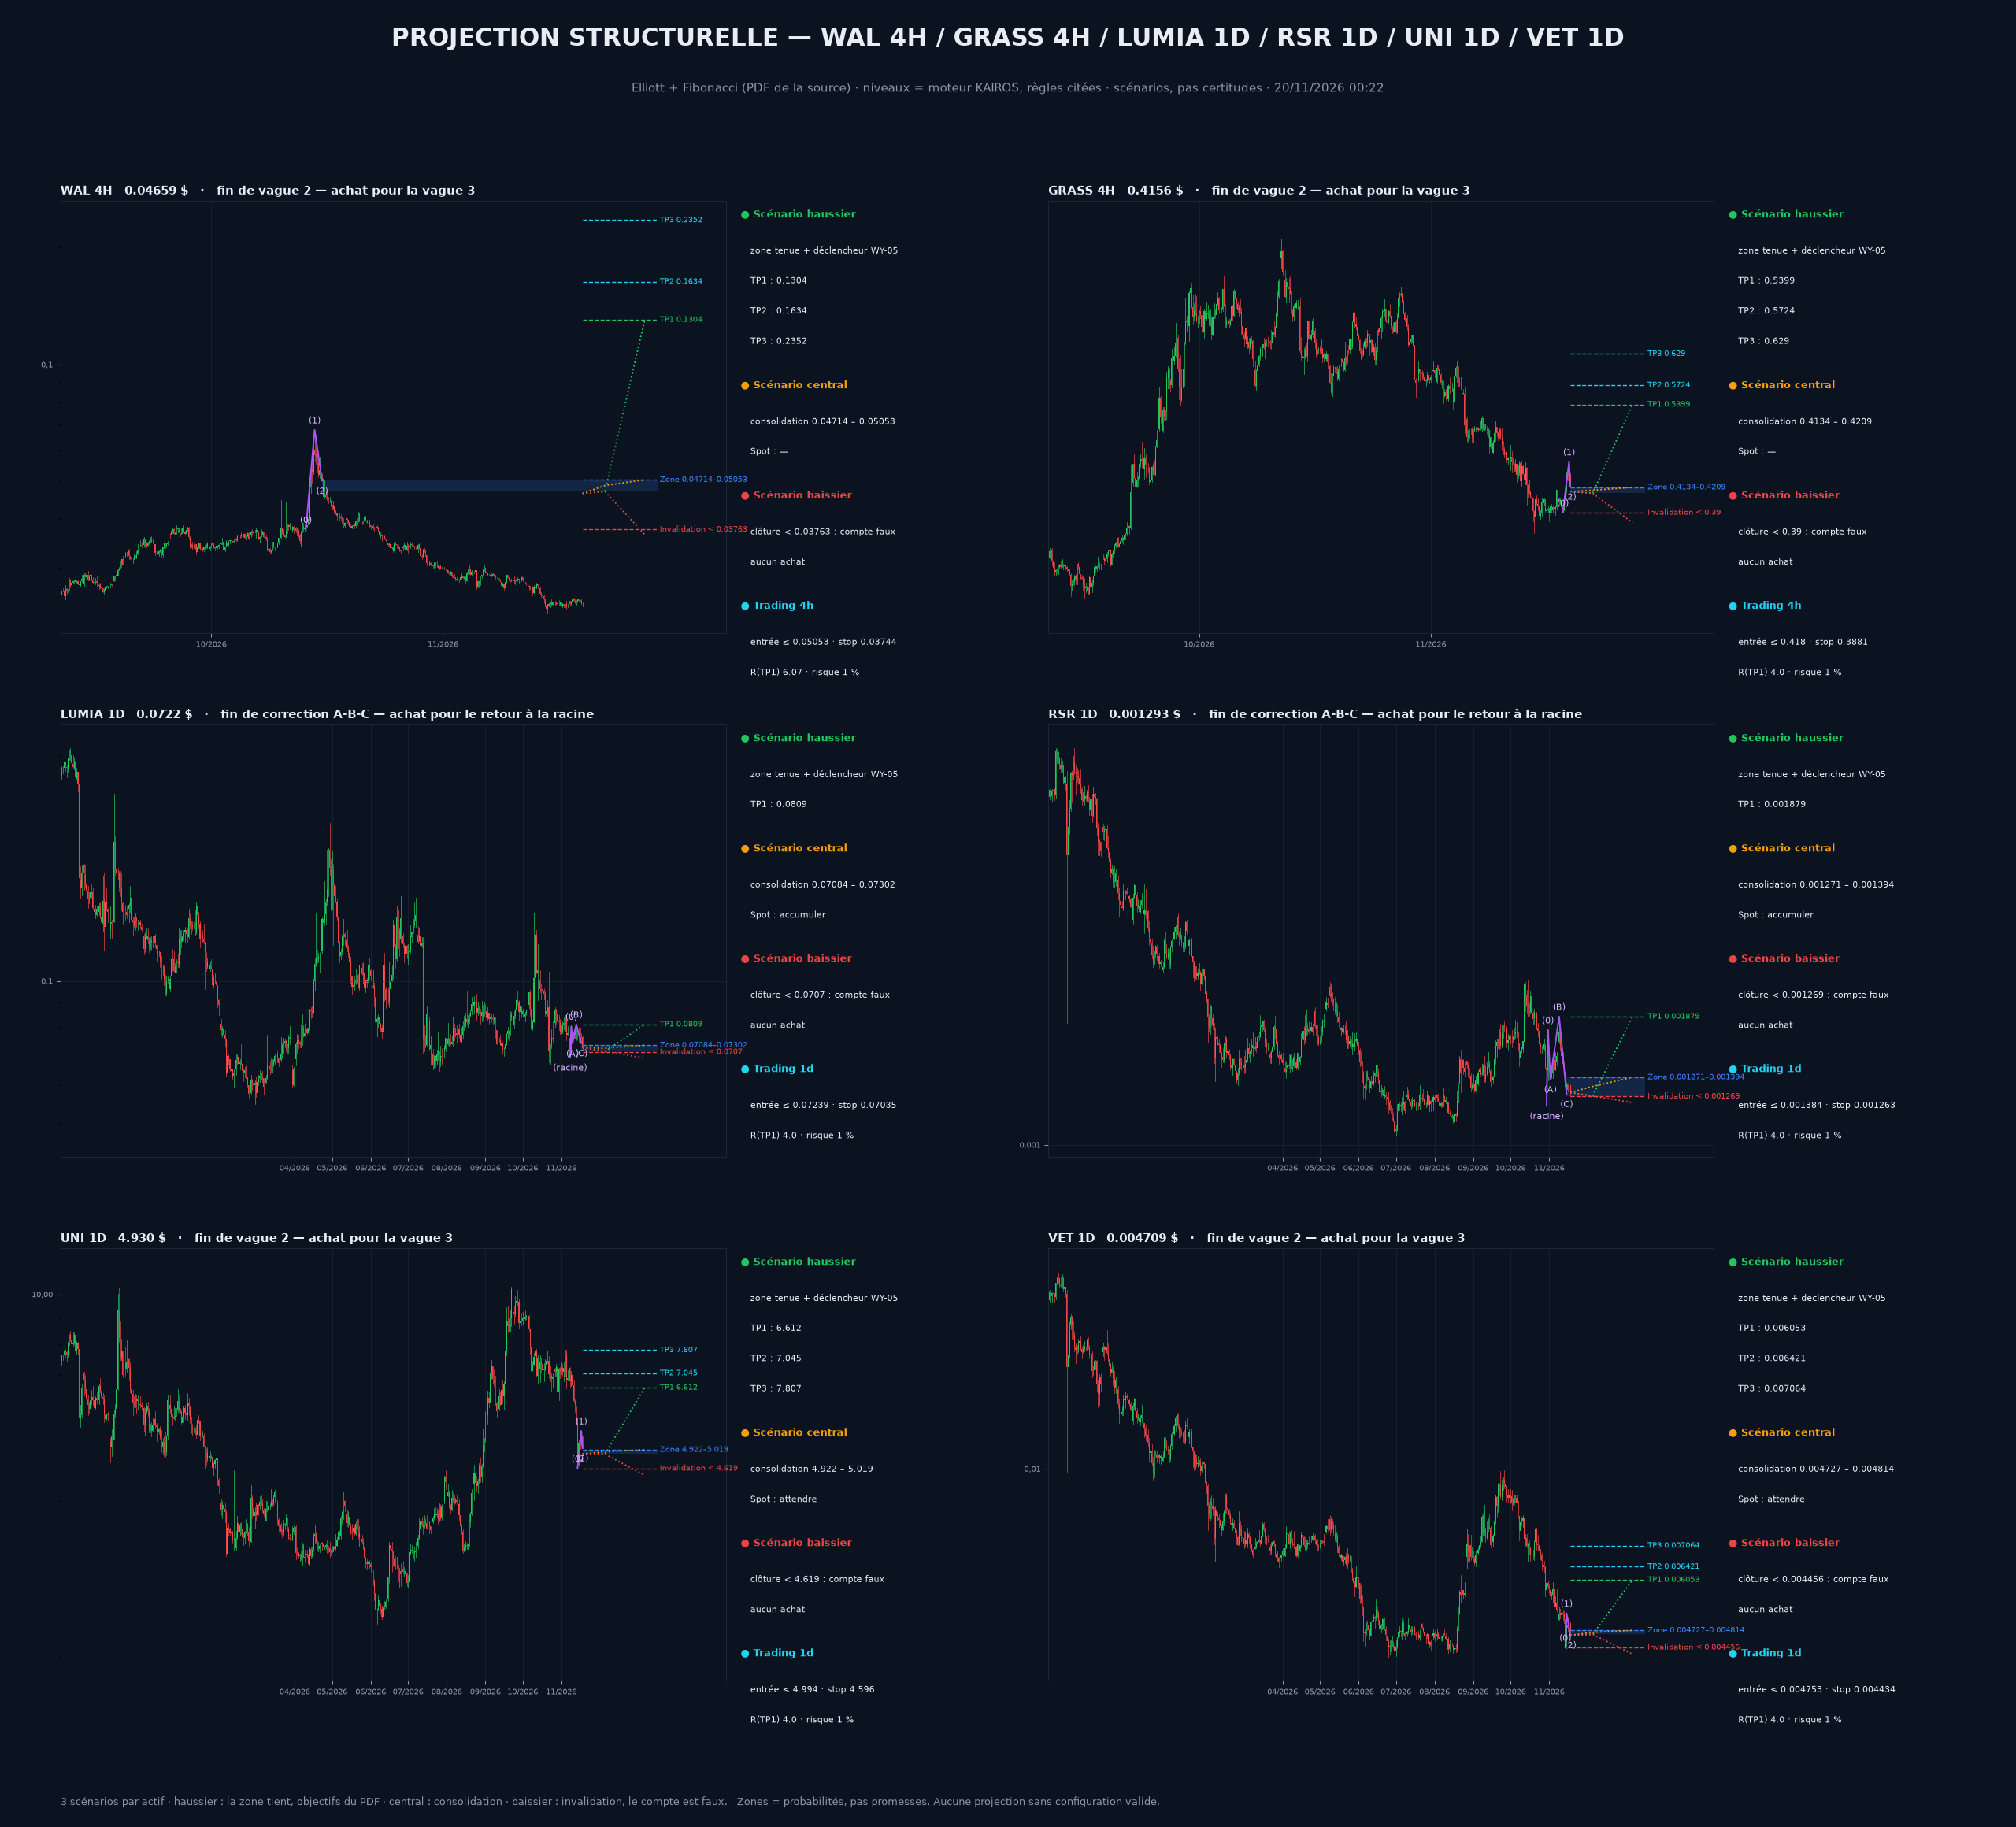 PROJECTION STRUCTURELLE — WAL 4H / GRASS 4H / LUMIA 1D / RSR 1D / UNI 1D / VET 1D
Elliott + Fibonacci (PDF de la source) · niveaux = moteur KAIROS, règles citées · scénarios, pas certitudes · 20/11/2026 00:22
WAL 4H 0.04659 $ · fin de vague 2 — achat pour la vague 3
TP3 0.2352
TP2 0.1634
TP1 0.1304
0,1
(1)
(2)
(0)
Zone 0.04714–0.05053
Invalidation < 0.03763
10/2026 11/2026
Scénario haussier
zone tenue + déclencheur WY-05
TP1 : 0.1304
TP2 : 0.1634
TP3 : 0.2352
Scénario central
consolidation 0.04714 – 0.05053
Spot : —
Scénario baissier
clôture < 0.03763 : compte faux
aucun achat
Trading 4h
entrée ≤ 0.05053 · stop 0.03744
R(TP1) 6.07 · risque 1 %
GRASS 4H 0.4156 $ · fin de vague 2 — achat pour la vague 3
TP3 0.629
TP2 0.5724
TP1 0.5399
(1)
Zone 0.4134–0.4209
(2)
(0)
Invalidation < 0.39
10/2026 11/2026
Scénario haussier
zone tenue + déclencheur WY-05
TP1 : 0.5399
TP2 : 0.5724
TP3 : 0.629
Scénario central
consolidation 0.4134 – 0.4209
Spot : —
Scénario baissier
clôture < 0.39 : compte faux
aucun achat
Trading 4h
entrée ≤ 0.418 · stop 0.3881
R(TP1) 4.0 · risque 1 %
LUMIA 1D 0.0722 $ · fin de correction A-B-C — achat pour le retour à la racine
0,1
(0) (B)
TP1 0.0809
Zone 0.07084–0.07302
Invalidation < 0.0707
(A) (C)
(racine)
04/2026 05/2026 06/2026 07/2026 08/2026 09/2026 10/2026 11/2026
Scénario haussier
zone tenue + déclencheur WY-05
TP1 : 0.0809
Scénario central
consolidation 0.07084 – 0.07302
Spot : accumuler
Scénario baissier
clôture < 0.0707 : compte faux
aucun achat
Trading 1d
entrée ≤ 0.07239 · stop 0.07035
R(TP1) 4.0 · risque 1 %
RSR 1D 0.001293 $ · fin de correction A-B-C — achat pour le retour à la racine
(B)
(0)
TP1 0.001879
Zone 0.001271–0.001394
(A)
Invalidation < 0.001269
(C)
(racine)
0,001
04/2026 05/2026 06/2026 07/2026 08/2026 09/2026 10/2026 11/2026
Scénario haussier
zone tenue + déclencheur WY-05
TP1 : 0.001879
Scénario central
consolidation 0.001271 – 0.001394
Spot : accumuler
Scénario baissier
clôture < 0.001269 : compte faux
aucun achat
Trading 1d
entrée ≤ 0.001384 · stop 0.001263
R(TP1) 4.0 · risque 1 %
UNI 1D 4.930 $ · fin de vague 2 — achat pour la vague 3
10,00
TP3 7.807
TP2 7.045
TP1 6.612
(1)
Zone 4.922–5.019
(0) (2)
Invalidation < 4.619
04/2026 05/2026 06/2026 07/2026 08/2026 09/2026 10/2026 11/2026
Scénario haussier
zone tenue + déclencheur WY-05
TP1 : 6.612
TP2 : 7.045
TP3 : 7.807
Scénario central
consolidation 4.922 – 5.019
Spot : attendre
Scénario baissier
clôture < 4.619 : compte faux
aucun achat
Trading 1d
entrée ≤ 4.994 · stop 4.596
R(TP1) 4.0 · risque 1 %
VET 1D 0.004709 $ · fin de vague 2 — achat pour la vague 3
0,01
TP3 0.007064
TP2 0.006421
TP1 0.006053
(1)
Zone 0.004727–0.004814
(0)
(2)
Invalidation < 0.004456
04/2026 05/2026 06/2026 07/2026 08/2026 09/2026 10/2026 11/2026
Scénario haussier
zone tenue + déclencheur WY-05
TP1 : 0.006053
TP2 : 0.006421
TP3 : 0.007064
Scénario central
consolidation 0.004727 – 0.004814
Spot : attendre
Scénario baissier
clôture < 0.004456 : compte faux
aucun achat
Trading 1d
entrée ≤ 0.004753 · stop 0.004434
R(TP1) 4.0 · risque 1 %
3 scénarios par actif · haussier : la zone tient, objectifs du PDF · central : consolidation · baissier : invalidation, le compte est faux. Zones = probabilités, pas promesses. Aucune projection sans configuration valide.